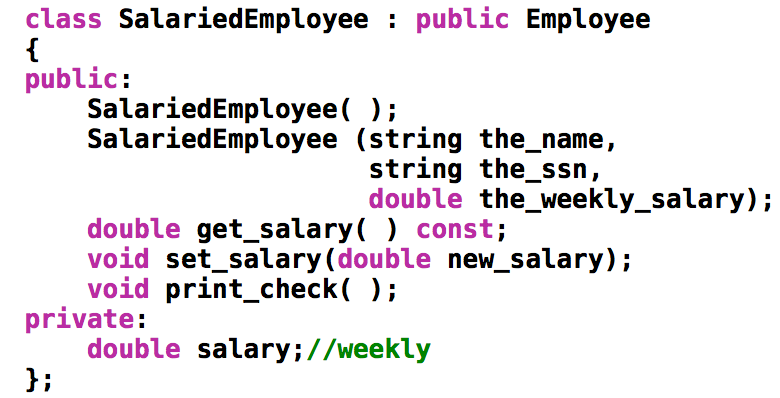 class SalariedEmployee : public Employee
{
public:
    SalariedEmployee( );
    SalariedEmployee (string the_name,
                      string the_ssn,
                      double the_weekly_salary);
    double get_salary( ) const;
    void set_salary(double new_salary);
    void print_check( );
private:
    double salary;//weekly
};